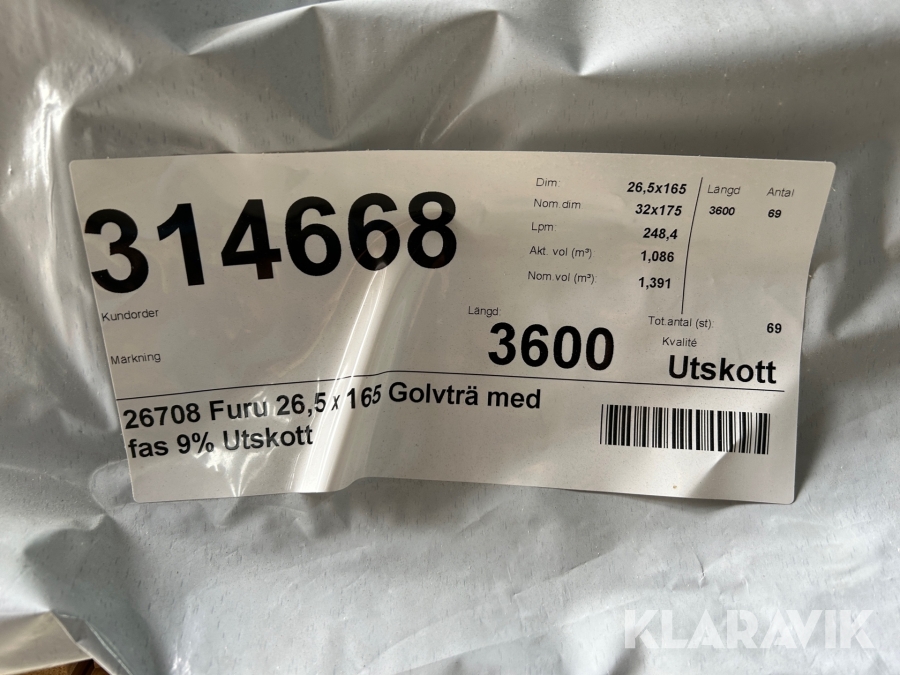 314668
Kundorder
Märkning
Dim: 26,5x165
Nom.dim 32x175
Lpm: 248,4
Akt. vol (m³) 1,086
Nom.vol (m³): 1,391
Längd Antal
3600 69
Längd:
3600
Tot.antal (st): 69
Kvalité
Utskott
26708 Furu 26,5 x 165 Golvträ med
fas 9% Utskott
KLARAVIK